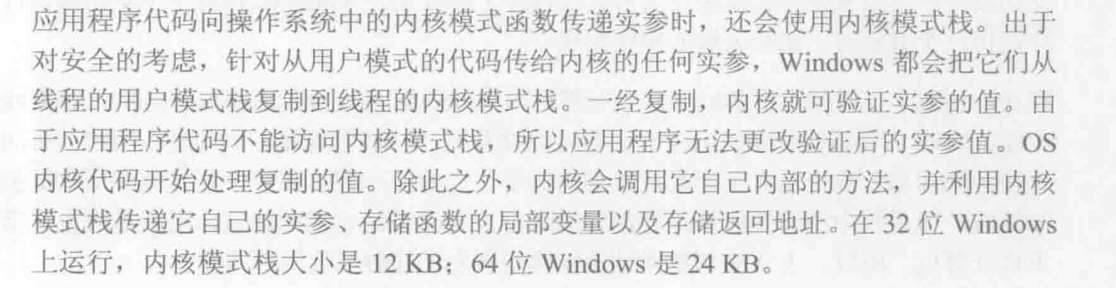 应用程序代码向操作系统中的内核模式函数传递实参时，还会使用内核模式栈。出于
对安全的考虑，针对从用户模式的代码传给内核的任何实参，Windows 都会把它们从
线程的用户模式栈复制到线程的内核模式栈。一经复制，内核就可验证实参的值。由
于应用程序代码不能访问内核模式栈，所以应用程序无法更改验证后的实参值。OS
内核代码开始处理复制的值。除此之外，内核会调用它自己内部的方法，并利用内核
模式栈传递它自己的实参、存储函数的局部变量以及存储返回地址。在 32 位 Windows
上运行，内核模式栈大小是 12 KB；64 位 Windows 是 24 KB。